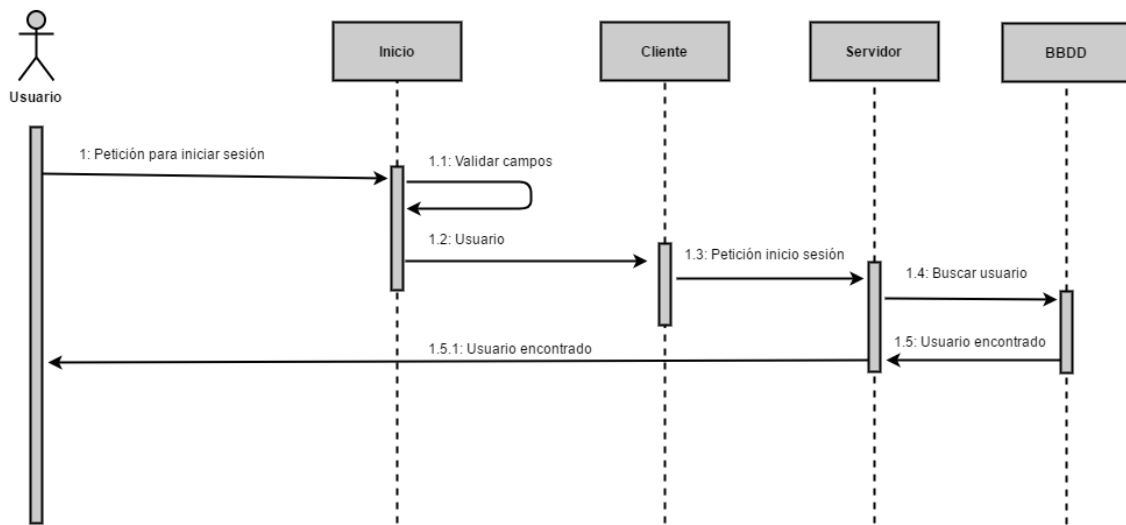 Inicio
Cliente
Servidor
BBDD
Usuario
1: Petición para iniciar sesión
1.1: Validar campos
1.2: Usuario
1.3: Petición inicio sesión
1.4: Buscar usuario
1.5: Usuario encontrado
1.5.1: Usuario encontrado